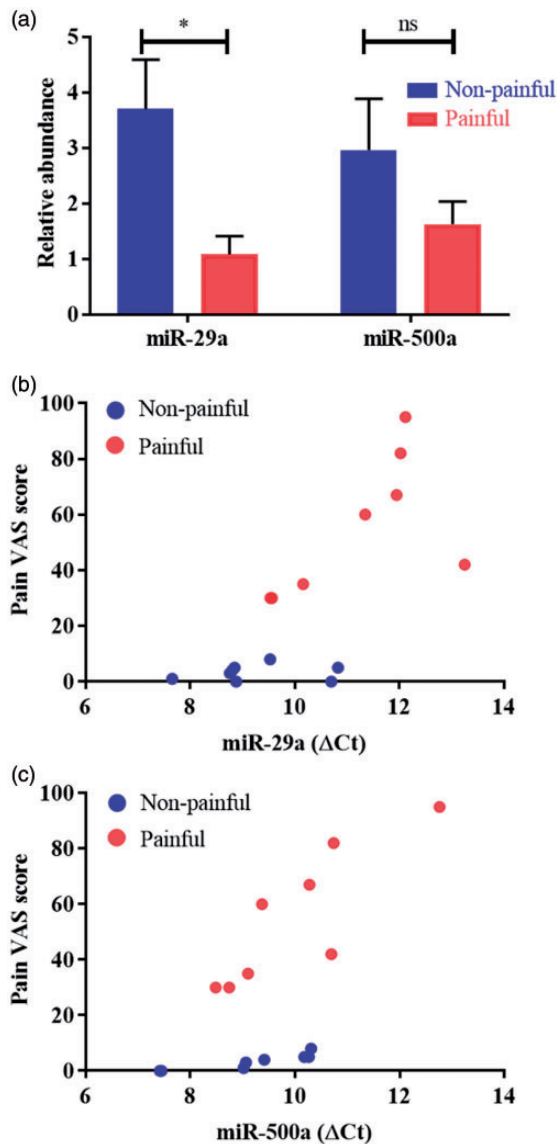 (a)
* ns
5
4
3
2
1
0
Relative abundance
Non-painful
Painful
miR-29a miR-500a
(b)
100
80
60
40
20
0
Pain VAS score
Non-painful
Painful
6 8 10 12 14
miR-29a (ΔCt)
(c)
100
80
60
40
20
0
Pain VAS score
Non-painful
Painful
6 8 10 12 14
miR-500a (ΔCt)